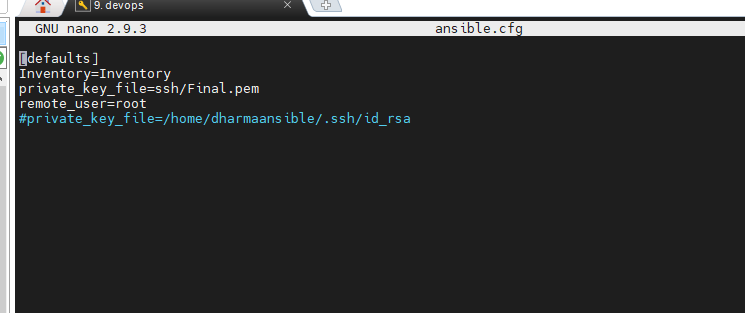 9. devops
GNU nano 2.9.3 ansible.cfg
[defaults]
Inventory=Inventory
private_key_file=ssh/Final.pem
remote_user=root
#private_key_file=/home/dharmaansible/.ssh/id_rsa